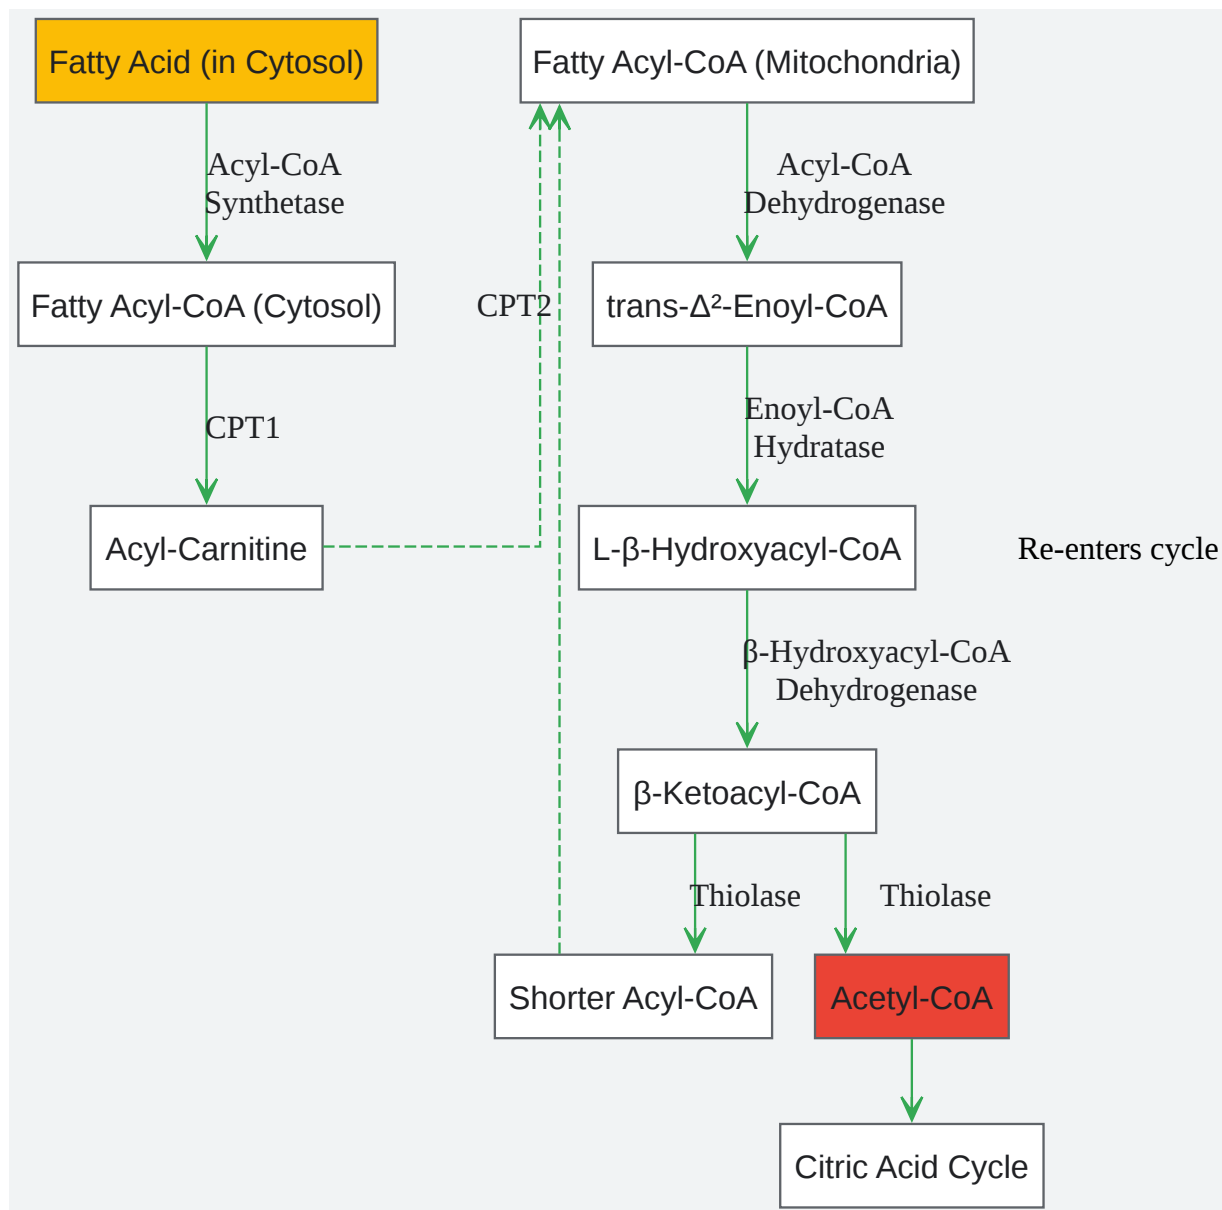 Fatty Acid (in Cytosol)
Fatty Acyl-CoA (Mitochondria)
Acyl-CoA
Synthetase
Acyl-CoA
Dehydrogenase
Fatty Acyl-CoA (Cytosol)
CPT2
trans-Δ²-Enoyl-CoA
CPT1
Enoyl-CoA
Hydratase
Acyl-Carnitine
L-β-Hydroxyacyl-CoA
Re-enters cycle
β-Hydroxyacyl-CoA
Dehydrogenase
β-Ketoacyl-CoA
Thiolase
Thiolase
Shorter Acyl-CoA
Acetyl-CoA
Citric Acid Cycle